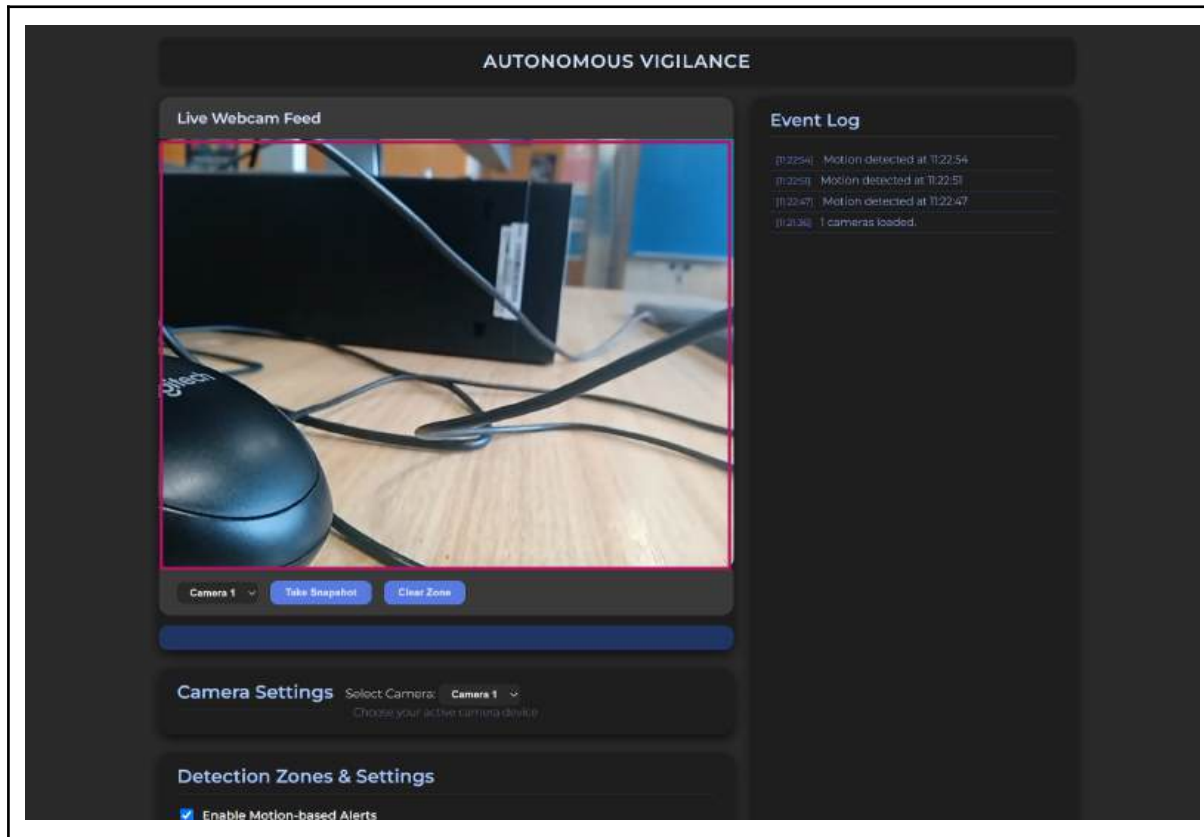 AUTONOMOUS VIGILANCE
Live Webcam Feed
gitech
Camera 1
Take Snapshot
Clear Zone
Camera Settings
Select Camera:
Camera 1
Choose your active camera device
Detection Zones & Settings
Enable Motion-based Alerts
Event Log
[11:22:54] Motion detected at 11:22:54
[11:22:51] Motion detected at 11:22:51
[11:22:47] Motion detected at 11:22:47
[11:21:36] 1 cameras loaded.